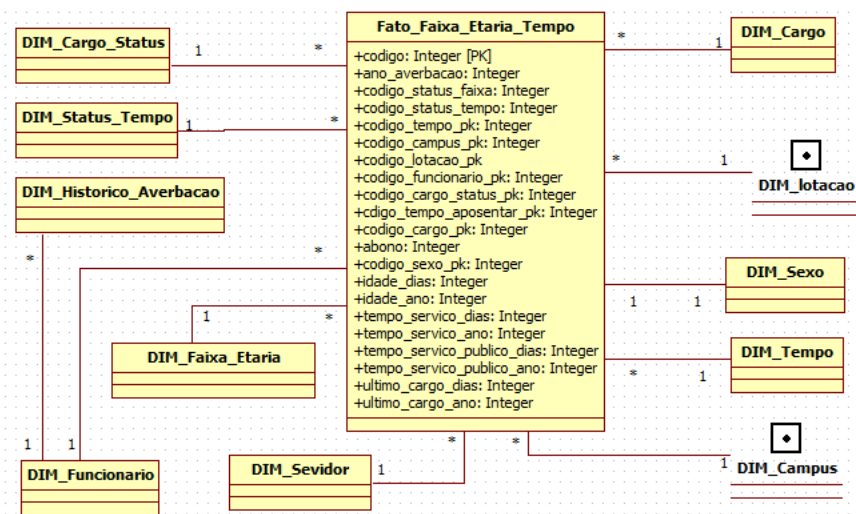 Fato_Faixa_Etaria_Tempo
+codigo: Integer [PK]
+ano_averbacao: Integer
+codigo_status_faixa: Integer
+codigo_status_tempo: Integer
+codigo_tempo_pk: Integer
+codigo_campus_pk: Integer
+codigo_lotacao_pk
+codigo_funcionario_pk: Integer
+codigo_cargo_status_pk: Integer
+cdigo_tempo_aposentar_pk: Integer
+codigo_cargo_pk: Integer
+abono: Integer
+codigo_sexo_pk: Integer
+idade_dias: Integer
+idade_ano: Integer
+tempo_servico_dias: Integer
+tempo_servico_ano: Integer
+tempo_servico_publico_dias: Integer
+tempo_servico_publico_ano: Integer
+ultimo_cargo_dias: Integer
+ultimo_cargo_ano: Integer
DIM_Cargo_Status
1
*
DIM_Status_Tempo
1
*
DIM_Historico_Averbacao
*
1
DIM_Funcionario
1
*
DIM_Faixa_Etaria
1
*
DIM_Sevidor
1
*
DIM_Cargo
1
*
DIM_lotacao
1
*
DIM_Sexo
1
1
DIM_Tempo
1
*
DIM_Campus
1
*